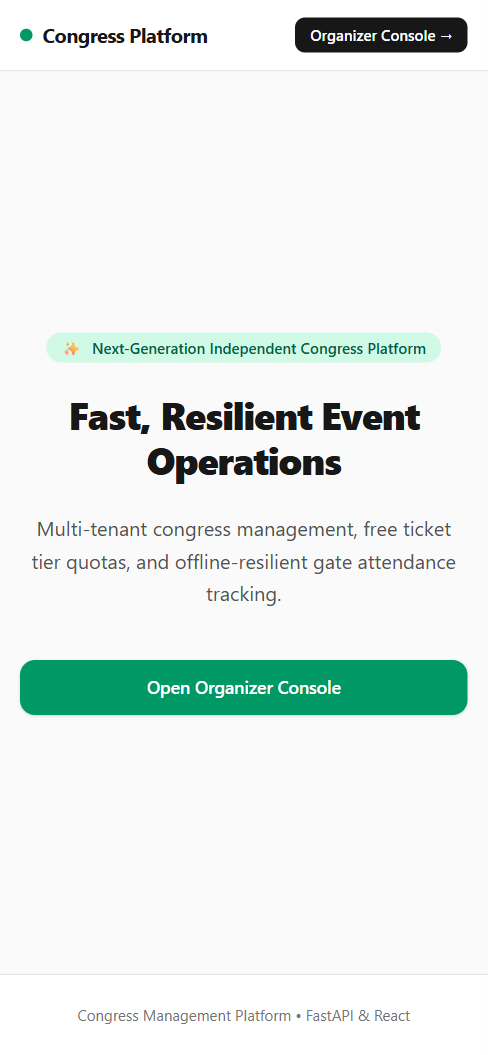 Congress Platform
Organizer Console →
✨ Next-Generation Independent Congress Platform
Fast, Resilient Event
Operations
Multi-tenant congress management, free ticket
tier quotas, and offline-resilient gate attendance
tracking.
Open Organizer Console
Congress Management Platform • FastAPI & React